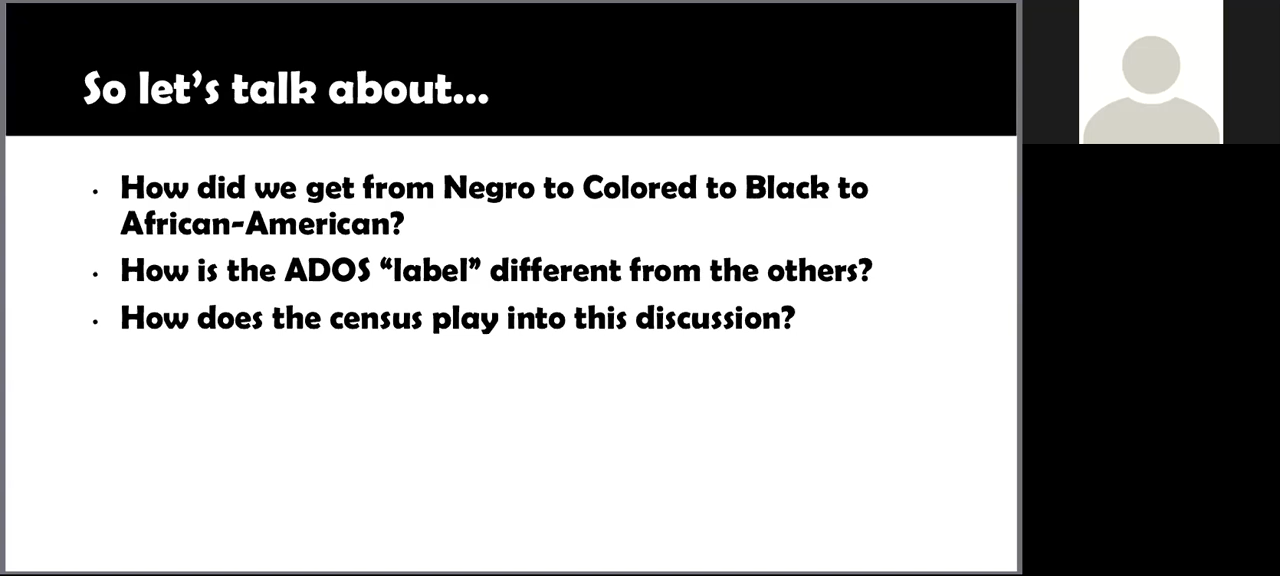 So let’s talk about...
• How did we get from Negro to Colored to Black to
African-American?
• How is the ADOS “label” different from the others?
• How does the census play into this discussion?